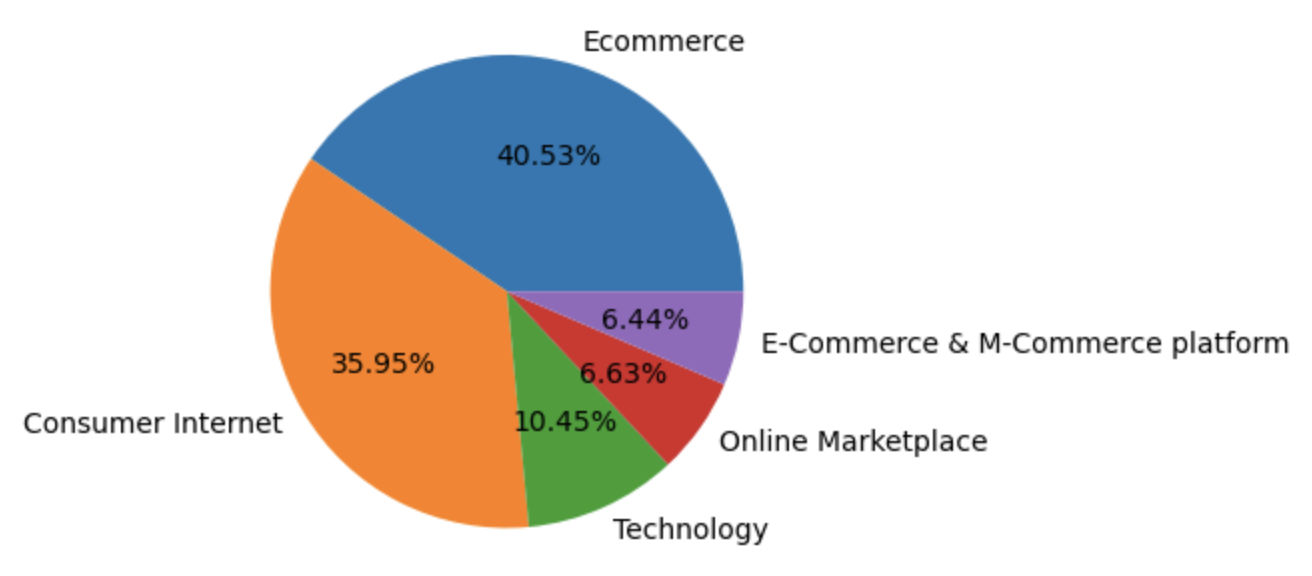 Ecommerce
40.53%
6.44%
E-Commerce & M-Commerce platform
35.95%
6.63%
Consumer Internet
10.45%
Online Marketplace
Technology